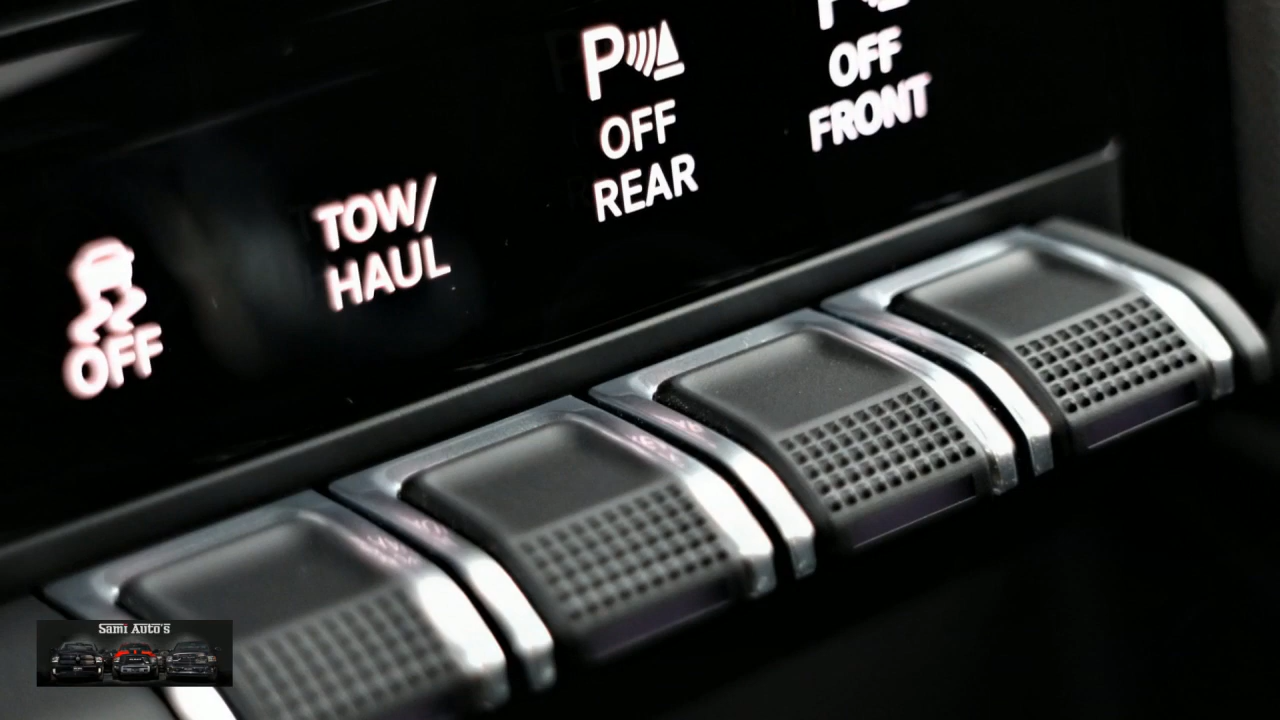 OFF
TOW/
HAUL
P
OFF
REAR
P
OFF
FRONT
Sami Auto's